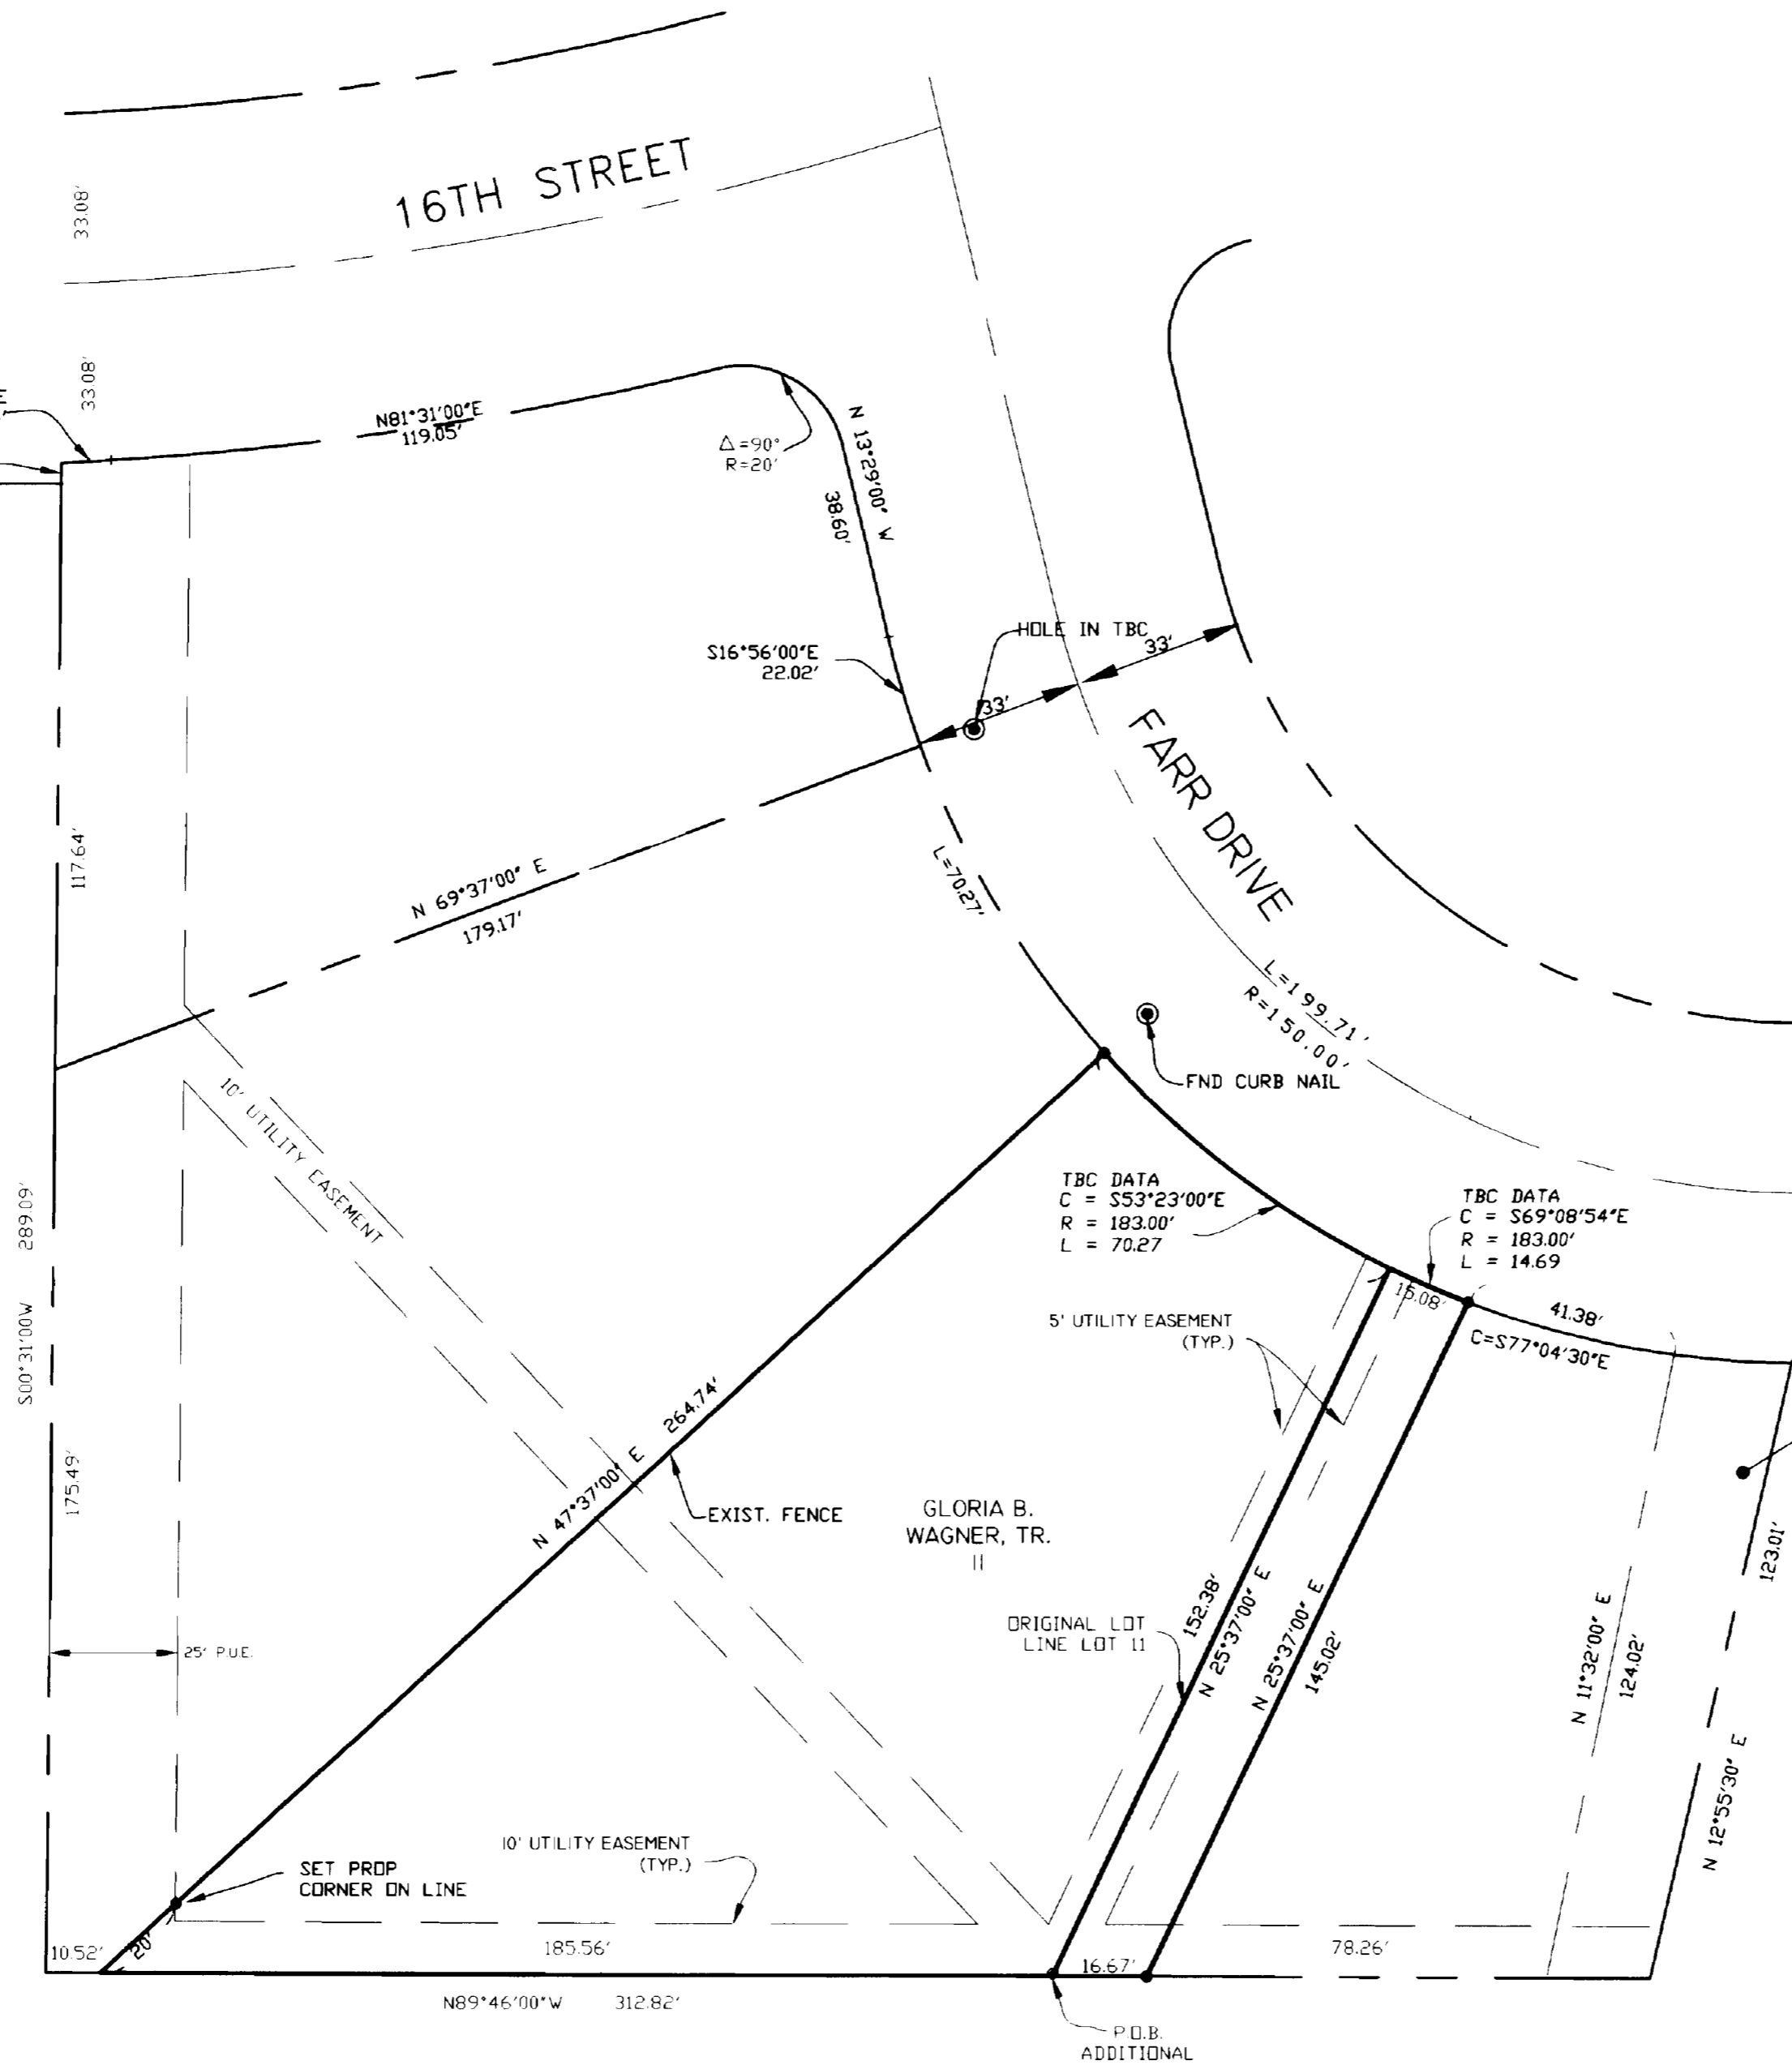 16TH STREET
33.08'
33.08'
E
N81°31'00"E
119.05'
Δ=90°
R=20'
N 13°29'00" W
38.60'
HOLE IN TBC
33'
33'
S16°56'00"E
22.02'
FARR DRIVE
117.64'
N 69°37'00" E
179.17'
L=70.27'
L=199.71'
R=150.00'
FND CURB NAIL
10' UTILITY EASEMENT
TBC DATA
C = S53°23'00"E
R = 183.00'
L = 70.27
TBC DATA
C = S69°08'54"E
R = 183.00'
L = 14.69
15.08'
41.38'
C=S77°04'30"E
5' UTILITY EASEMENT
(TYP.)
S00°31'00W 289.09'
175.49'
N 47°37'00" E 264.74'
EXIST. FENCE
GLORIA B.
WAGNER, TR.
11
152.38'
N 25°37'00" E
N 25°37'00" E
145.02'
ORIGINAL LOT
LINE LOT 11
N 11°32'00" E
124.02'
123.01'
N 12°55'30" E
25' P.U.E.
10' UTILITY EASEMENT
(TYP.)
SET PROP
CORNER ON LINE
10.52'
20'
185.56'
16.67'
78.26'
N89°46'00"W 312.82'
P.O.B.
ADDITIONAL